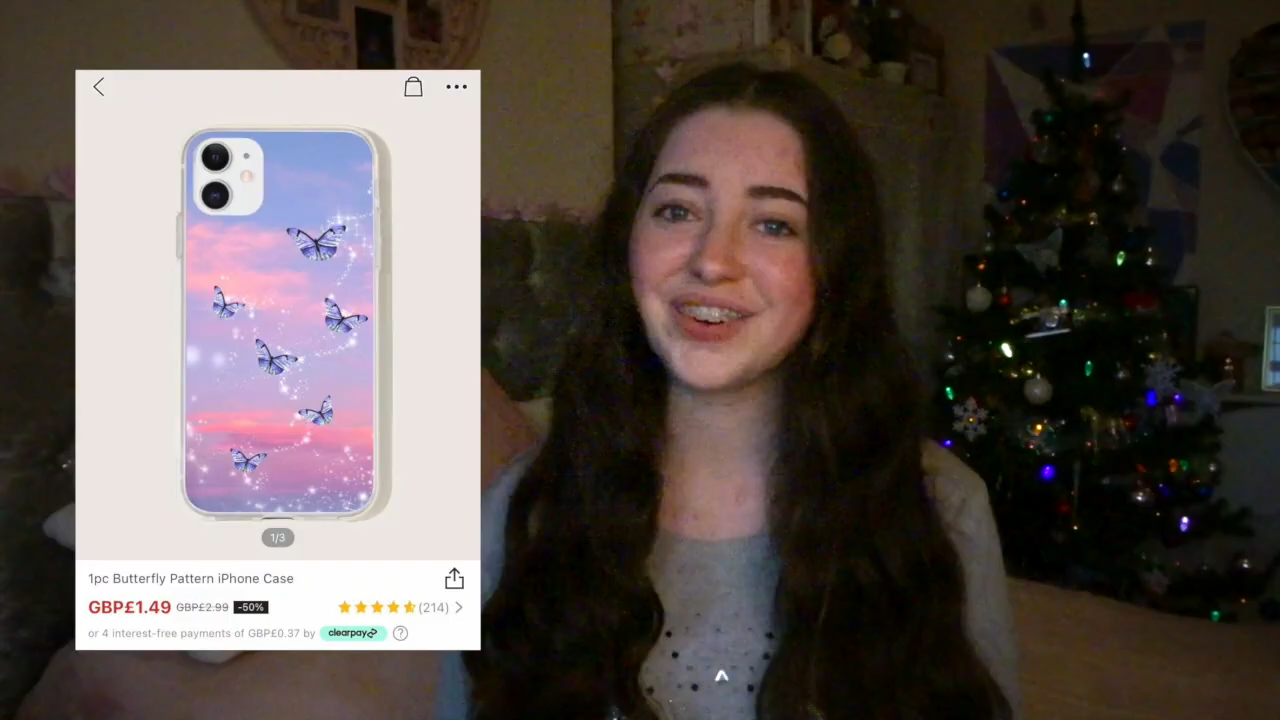 1/3
1pc Butterfly Pattern iPhone Case
GBP£1.49 GBP£2.99 -50% (214)
or 4 interest-free payments of GBP£0.37 by clearpay ?